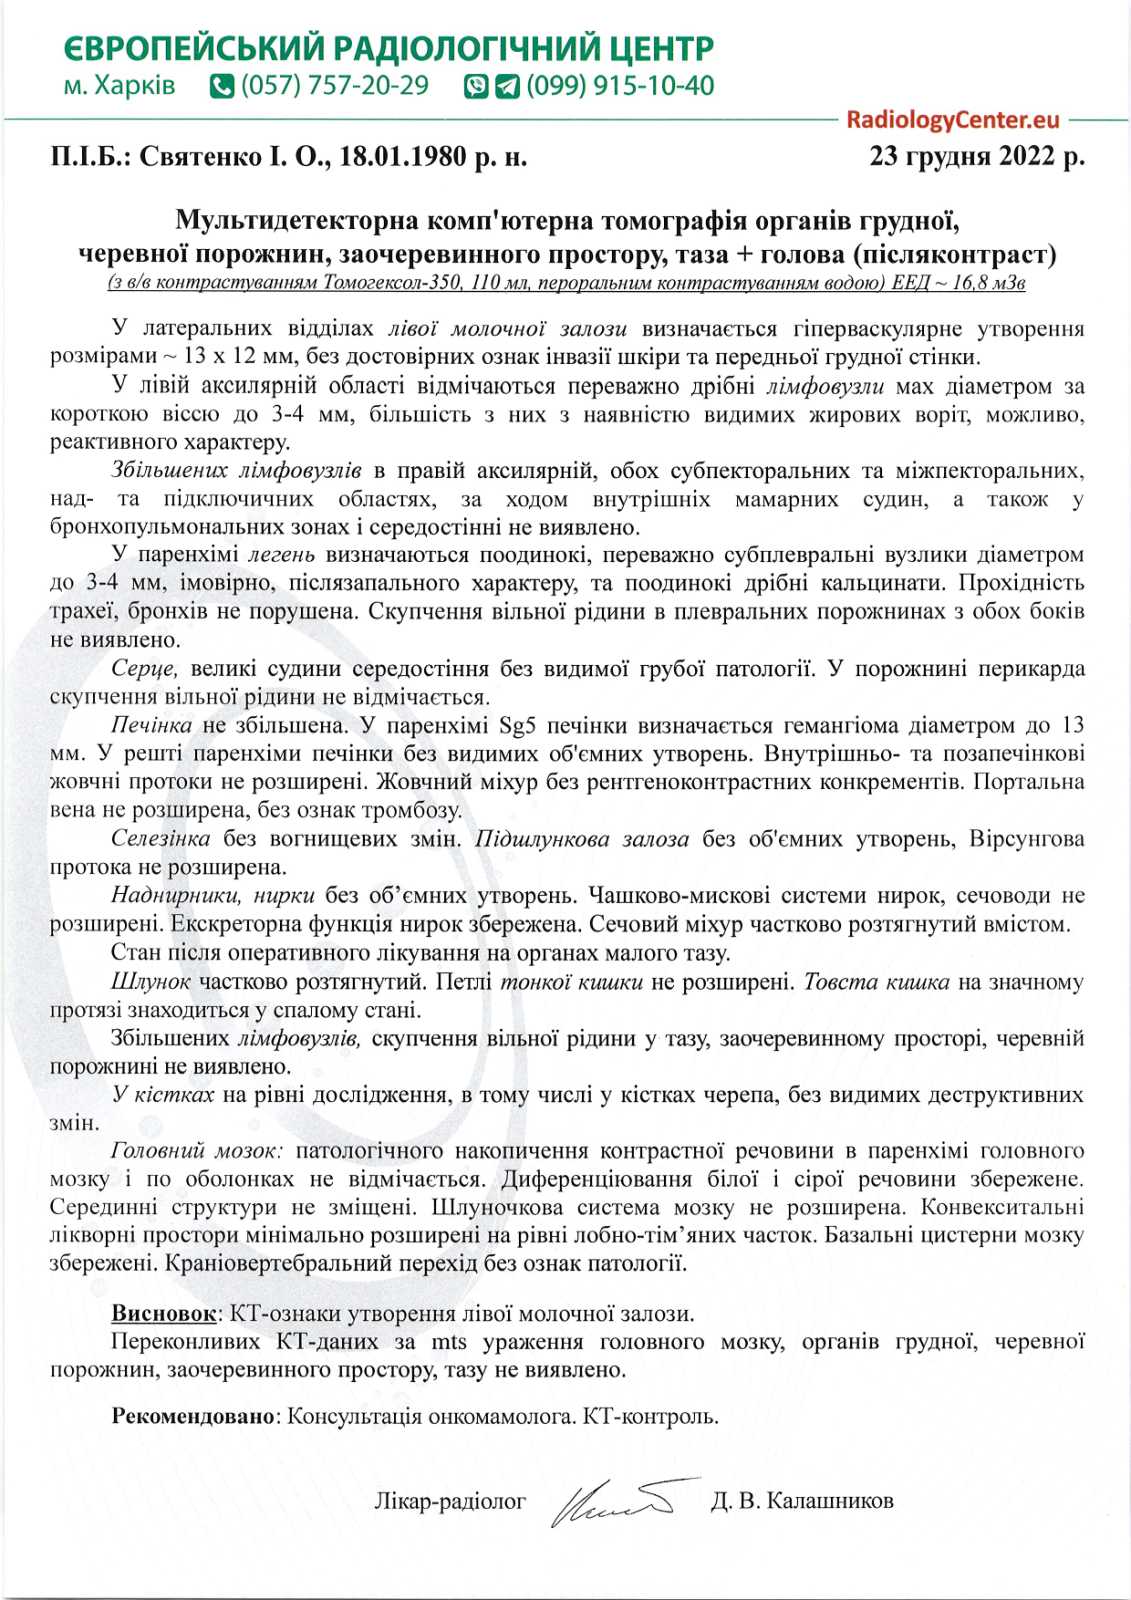 ЄВРОПЕЙСЬКИЙ РАДІОЛОГІЧНИЙ ЦЕНТР
м. Харків (057) 757-20-29 (099) 915-10-40
RadiologyCenter.eu
П.І.Б.: Святенко І. О., 18.01.1980 р. н. 23 грудня 2022 р.
Мультидетекторна комп'ютерна томографія органів грудної,
черевної порожнин, заочеревинного простору, таза + голова (післяконтраст)
(з в/в контрастуванням Томогексол-350, 110 мл, пероральним контрастуванням водою) ЕЕД ~ 16,8 мЗв
У латеральних відділах лівої молочної залози визначається гіперваскулярне утворення
розмірами ~ 13 х 12 мм, без достовірних ознак інвазії шкіри та передньої грудної стінки.
У лівій аксилярній області відмічаються переважно дрібні лімфовузли мах діаметром за
короткою віссю до 3-4 мм, більшість з них з наявністю видимих жирових воріт, можливо,
реактивного характеру.
Збільшених лімфовузлів в правій аксилярній, обох субпекторальних та міжпекторальних,
над- та підключичних областях, за ходом внутрішніх мамарних судин, а також у
бронхопульмональних зонах і середостінні не виявлено.
У паренхімі легень визначаються поодинокі, переважно субплевральні вузлики діаметром
до 3-4 мм, імовірно, післязапального характеру, та поодинокі дрібні кальцинати. Прохідність
трахеї, бронхів не порушена. Скупчення вільної рідини в плевральних порожнинах з обох боків
не виявлено.
Серце, великі судини середостіння без видимої грубої патології. У порожнині перикарда
скупчення вільної рідини не відмічається.
Печінка не збільшена. У паренхімі Sg5 печінки визначається гемангіома діаметром до 13
мм. У решті паренхіми печінки без видимих об'ємних утворень. Внутрішньо- та позапечінкові
жовчні протоки не розширені. Жовчний міхур без рентгеноконтрастних конкрементів. Портальна
вена не розширена, без ознак тромбозу.
Селезінка без вогнищевих змін. Підшлункова залоза без об'ємних утворень, Вірсунгова
протока не розширена.
Наднирники, нирки без об’ємних утворень. Чашково-мискові системи нирок, сечоводи не
розширені. Екскреторна функція нирок збережена. Сечовий міхур частково розтягнутий вмістом.
Стан після оперативного лікування на органах малого тазу.
Шлунок частково розтягнутий. Петлі тонкої кишки не розширені. Товста кишка на значному
протязі знаходиться у спалому стані.
Збільшених лімфовузлів, скупчення вільної рідини у тазу, заочеревинному просторі, черевній
порожнині не виявлено.
У кістках на рівні дослідження, в тому числі у кістках черепа, без видимих деструктивних
змін.
Головний мозок: патологічного накопичення контрастної речовини в паренхімі головного
мозку і по оболонках не відмічається. Диференціювання білої і сірої речовини збережене.
Серединні структури не зміщені. Шлуночкова система мозку не розширена. Конвекситальні
лікворні простори мінімально розширені на рівні лобно-тім’яних часток. Базальні цистерни мозку
збережені. Краніовертебральний перехід без ознак патології.
Висновок: КТ-ознаки утворення лівої молочної залози.
Переконливих КТ-даних за mts ураження головного мозку, органів грудної, черевної
порожнин, заочеревинного простору, тазу не виявлено.
Рекомендовано: Консультація онкомамолога. КТ-контроль.
Лікар-радіолог Д. В. Калашников